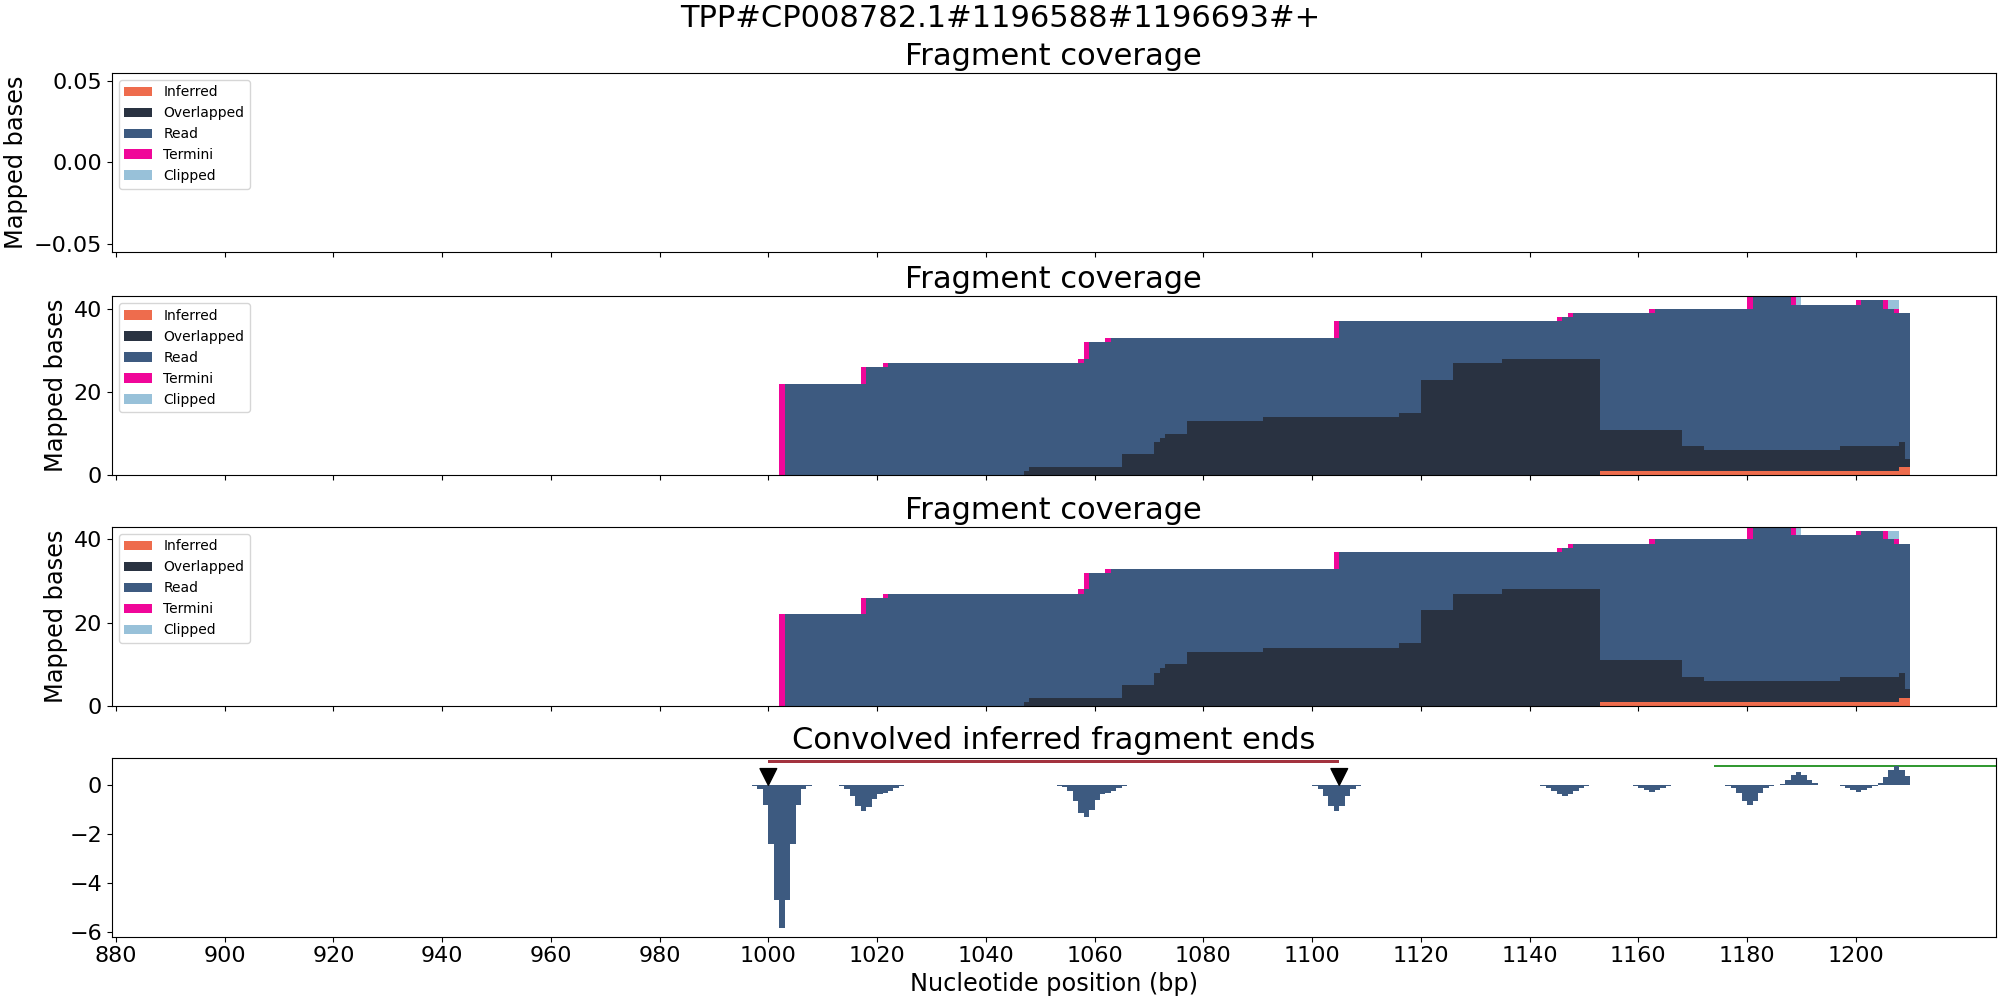 TPP#CP008782.1#1196588#1196693#+
Fragment coverage
Mapped bases
0.05
0.00
−0.05
Inferred
Overlapped
Read
Termini
Clipped
Fragment coverage
Mapped bases
40
20
0
Inferred
Overlapped
Read
Termini
Clipped
Fragment coverage
Mapped bases
40
20
0
Inferred
Overlapped
Read
Termini
Clipped
Convolved inferred fragment ends
0
−2
−4
−6
880 900 920 940 960 980 1000 1020 1040 1060 1080 1100 1120 1140 1160 1180 1200
Nucleotide position (bp)